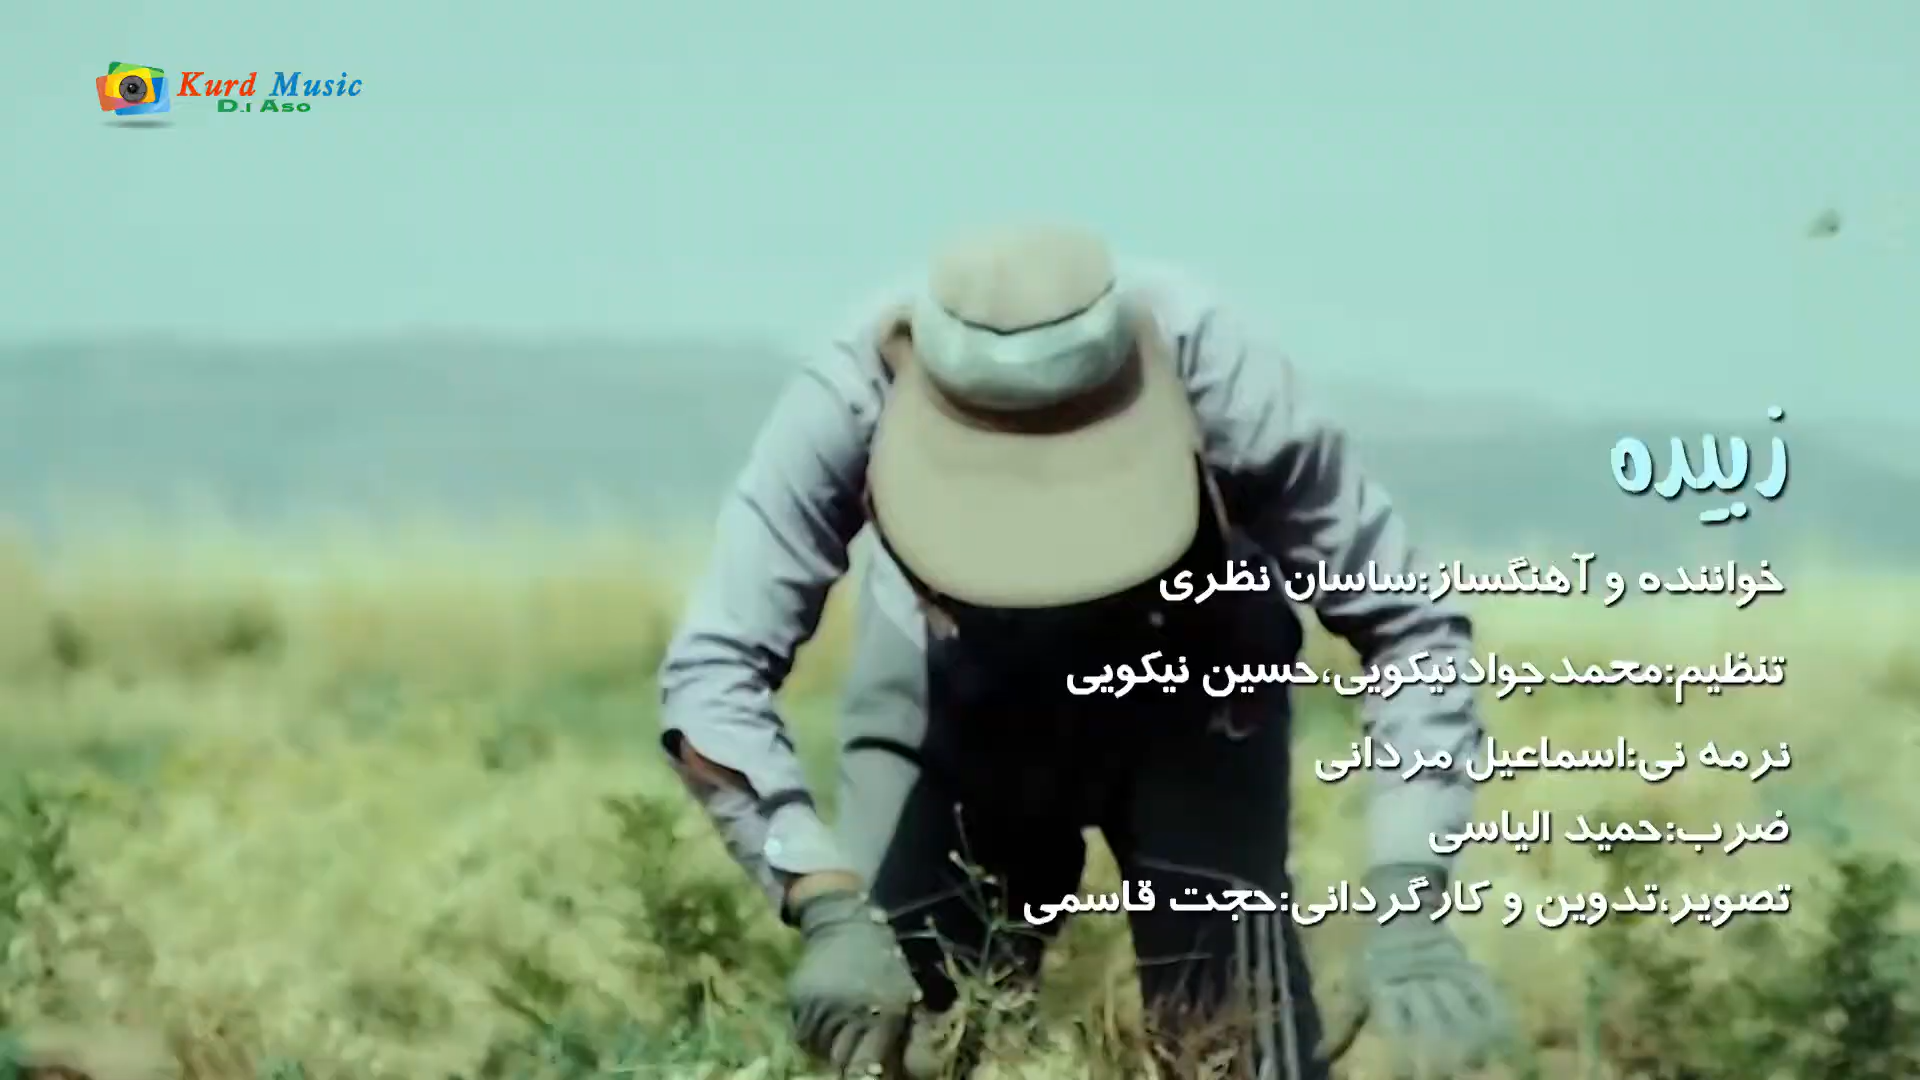 Kurd Music
D.J Aso
زبیده
خواننده و آهنگساز:ساسان نظری
تنظیم:محمدجوادنیکویی،حسین نیکویی
نرمه نی:اسماعیل مردانی
ضرب:حمید الیاسی
تصویر،تدوین و کارگردانی:حجت قاسمی